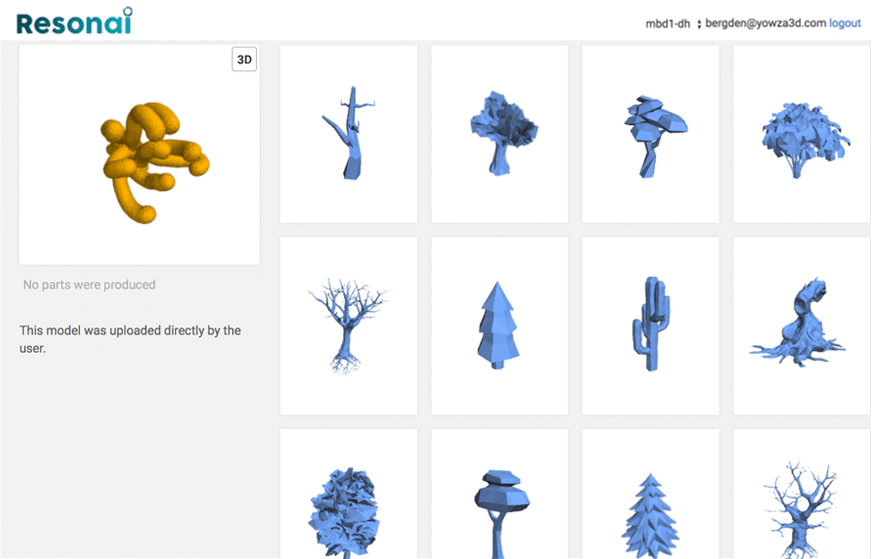 Resonai
mbd1-dh bergden@yowza3d.com logout
3D
No parts were produced
This model was uploaded directly by the
user.